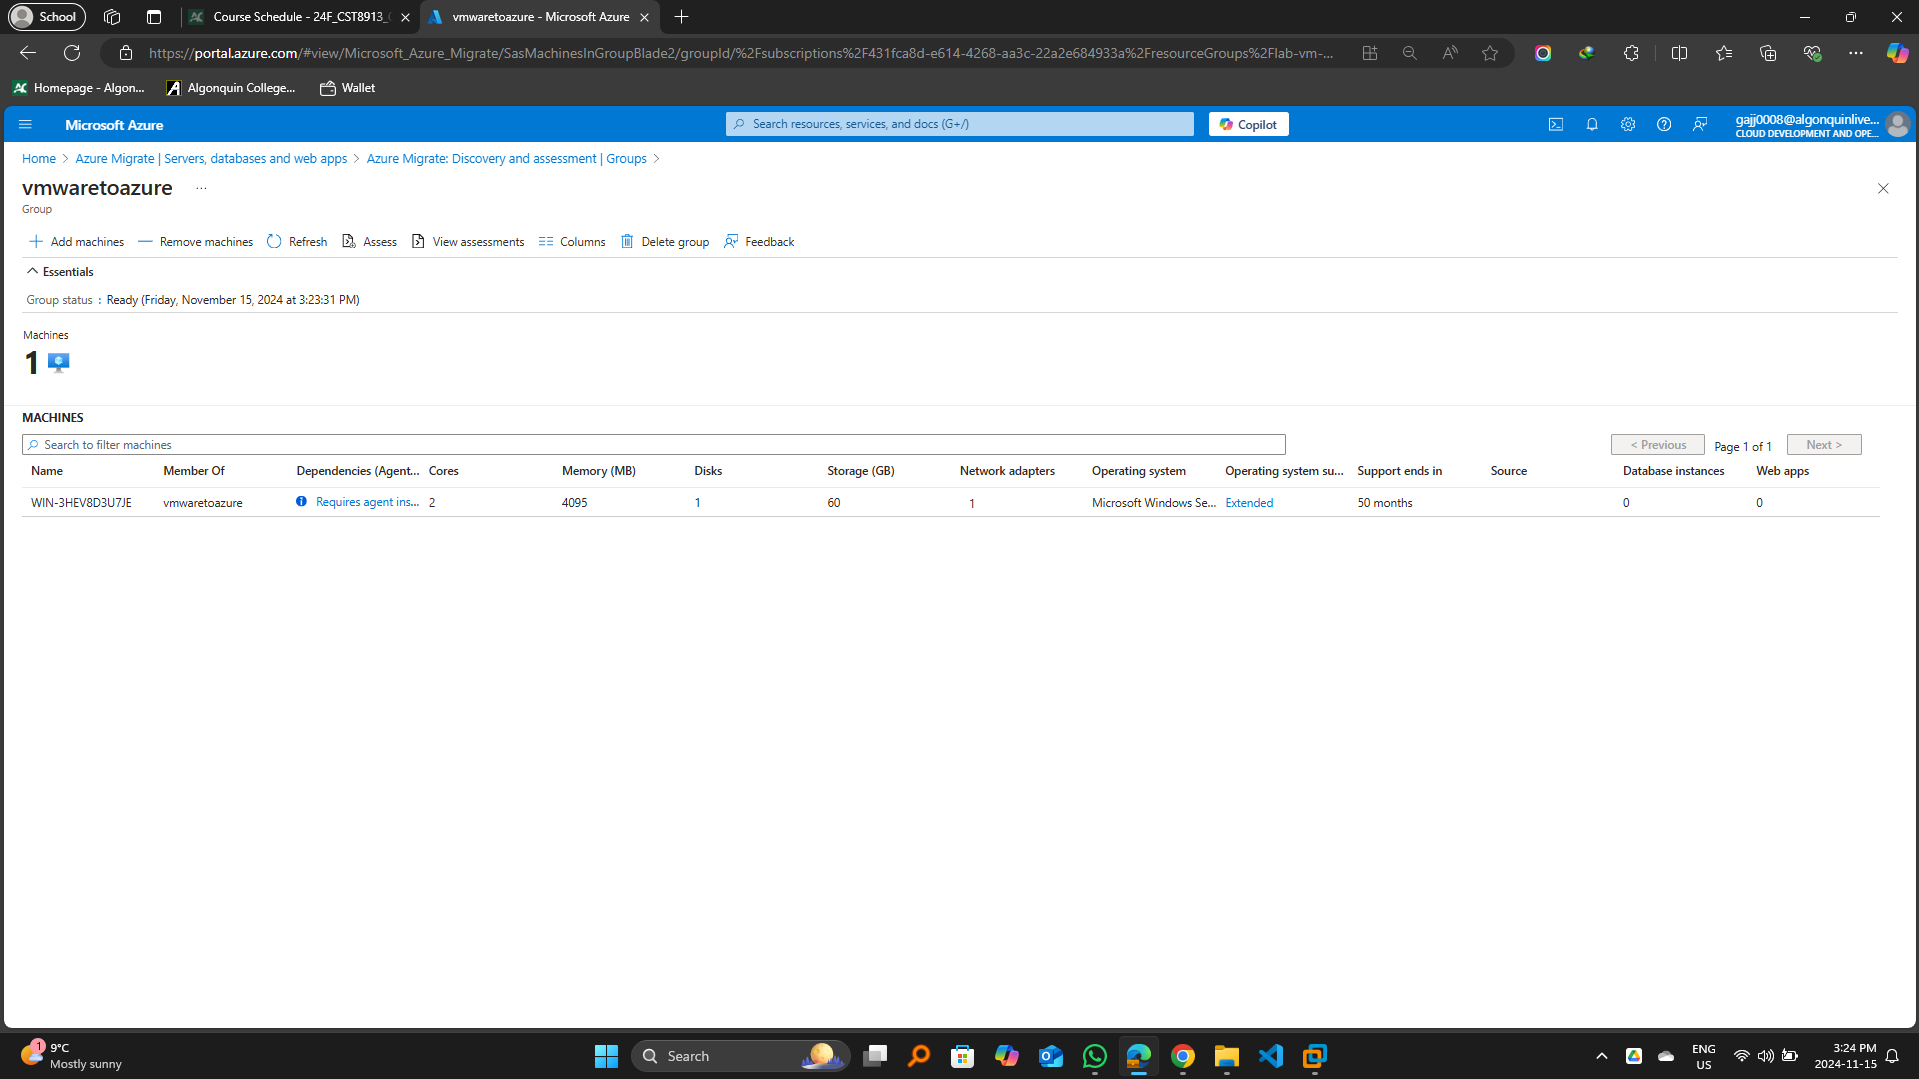 School
Course Schedule - 24F_CST8913_
vmwaretoazure - Microsoft Azure
https://portal.azure.com/#view/Microsoft_Azure_Migrate/SasMachinesInGroupBlade2/groupId/%2Fsubscriptions%2F431fca8d-e614-4268-aa3c-22a2e684933a%2FresourceGroups%2Flab-vm-...
Homepage - Algon...
Algonquin College...
Wallet
Microsoft Azure
Search resources, services, and docs (G+/)
Copilot
gajj0008@algonquinlive...
CLOUD DEVELOPMENT AND OPE...
Home > Azure Migrate | Servers, databases and web apps > Azure Migrate: Discovery and assessment | Groups >
vmwaretoazure ...
Group
Add machines
Remove machines
Refresh
Assess
View assessments
Columns
Delete group
Feedback
Essentials
Group status : Ready (Friday, November 15, 2024 at 3:23:31 PM)
Machines
1
MACHINES
Search to filter machines
< Previous
Page 1 of 1
Next >
Name Member Of Dependencies (Agent... Cores Memory (MB) Disks Storage (GB) Network adapters Operating system Operating system su... Support ends in Source Database instances Web apps
WIN-3HEV8D3U7JE vmwaretoazure Requires agent ins... 2 4095 1 60 1 Microsoft Windows Se... Extended 50 months 0 0
1
9°C
Mostly sunny
Search
ENG
US
3:24 PM
2024-11-15